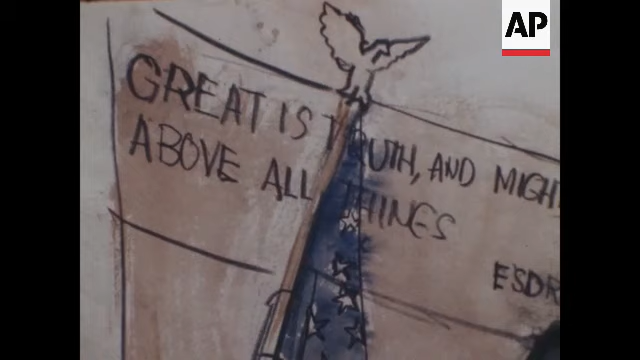 AP
GREAT IS TRUTH, AND MIGH
ABOVE ALL THINGS
ESDR